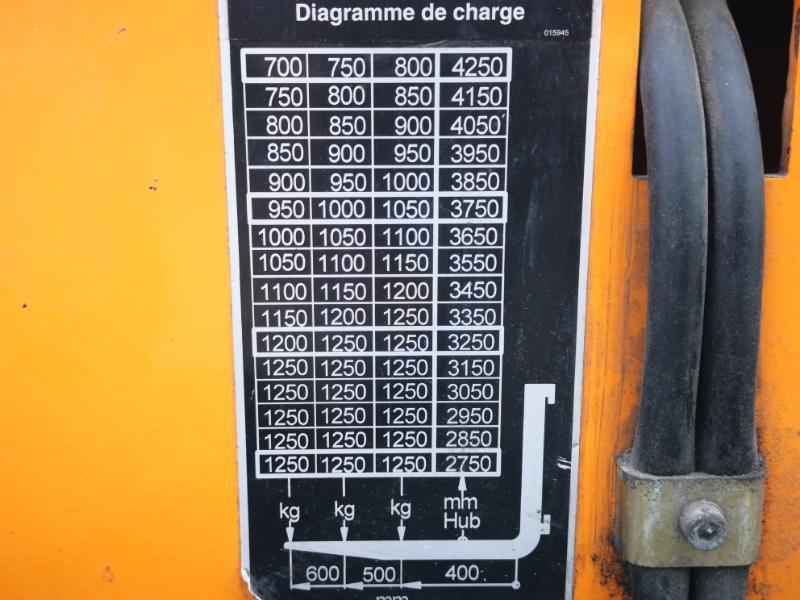 Diagramme de charge
015945
700 750 800 4250
750 800 850 4150
800 850 900 4050
850 900 950 3950
900 950 1000 3850
950 1000 1050 3750
1000 1050 1100 3650
1050 1100 1150 3550
1100 1150 1200 3450
1150 1200 1250 3350
1200 1250 1250 3250
1250 1250 1250 3150
1250 1250 1250 3050
1250 1250 1250 2950
1250 1250 1250 2850
1250 1250 1250 2750
kg kg kg mm
Hub
600 500 400
mm